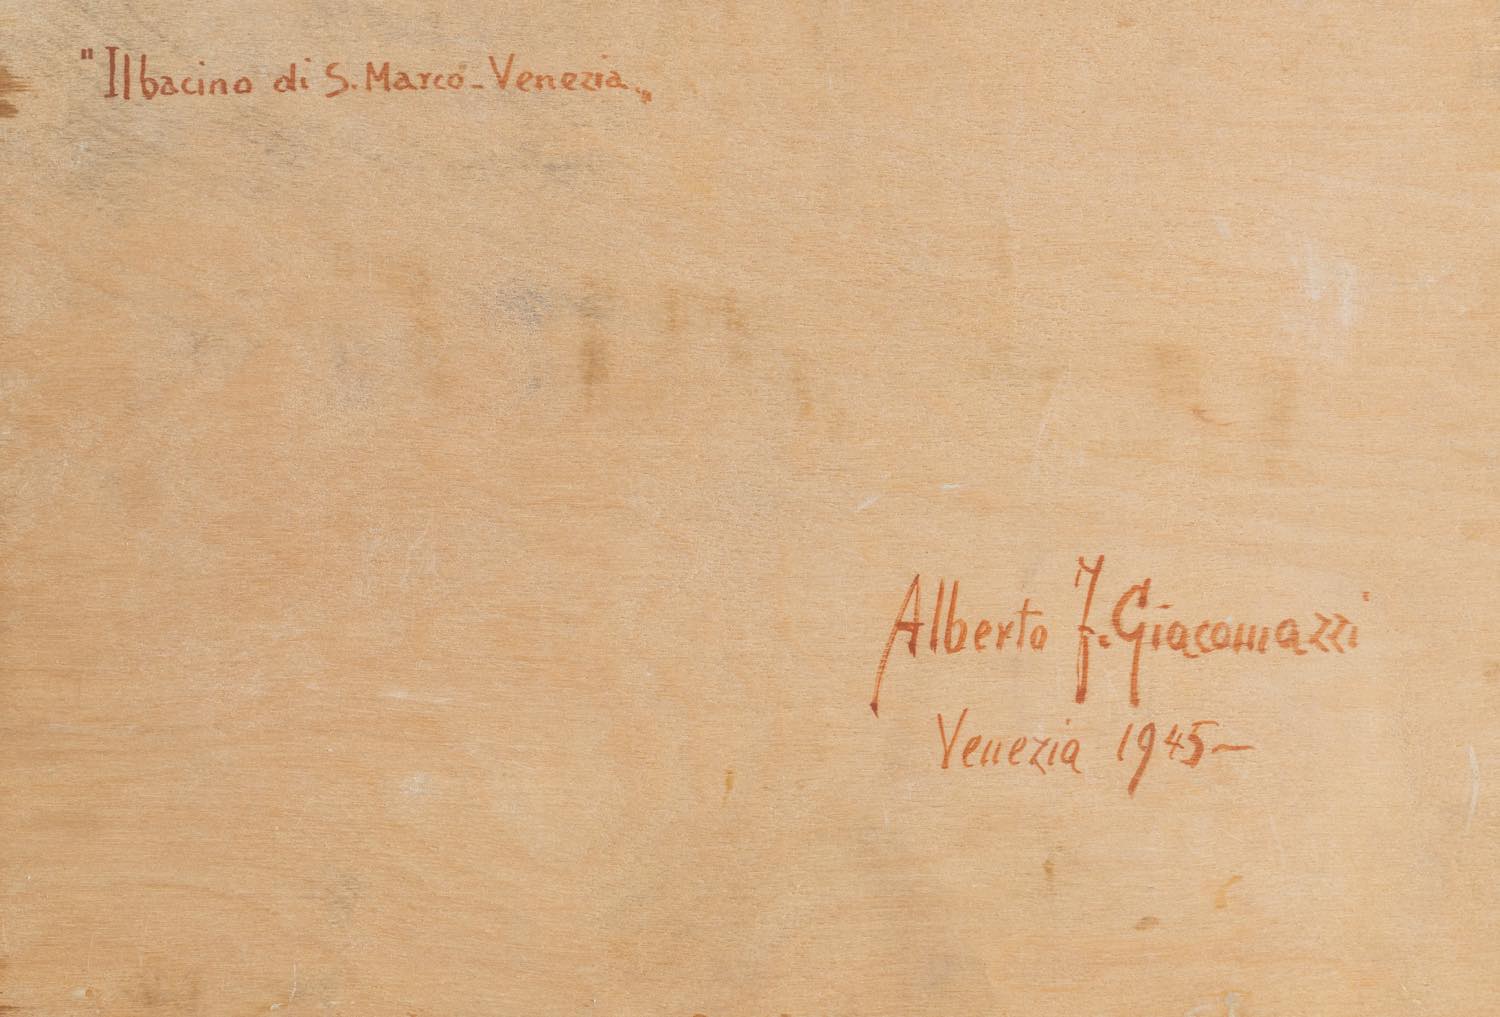 "Il bacino di S. Marco - Venezia„
Alberto F. Giacomazzi
Venezia 1945 —